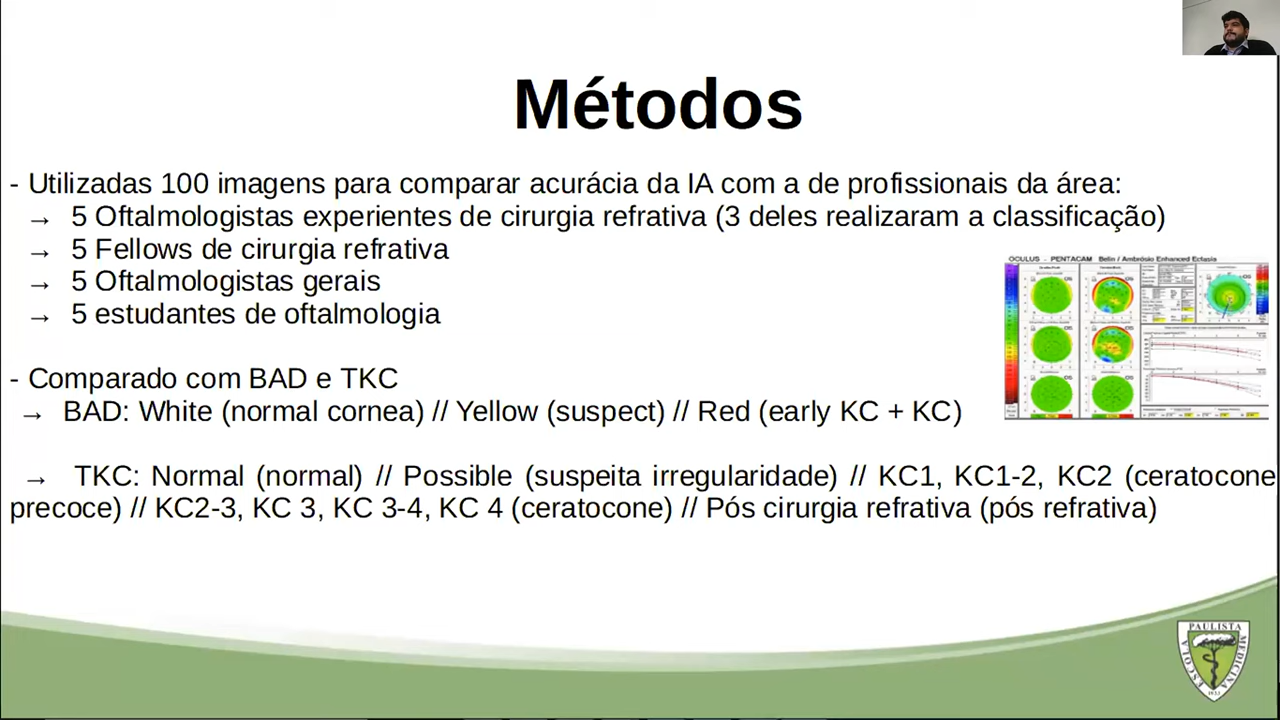 Métodos
- Utilizadas 100 imagens para comparar acurácia da IA com a de profissionais da área:
→ 5 Oftalmologistas experientes de cirurgia refrativa (3 deles realizaram a classificação)
→ 5 Fellows de cirurgia refrativa
→ 5 Oftalmologistas gerais
→ 5 estudantes de oftalmologia
OCULUS - PENTACAM Belin / Ambrósio Enhanced Ectasia
- Comparado com BAD e TKC
→ BAD: White (normal cornea) // Yellow (suspect) // Red (early KC + KC)
→ TKC: Normal (normal) // Possible (suspeita irregularidade) // KC1, KC1-2, KC2 (ceratocone
precoce) // KC2-3, KC 3, KC 3-4, KC 4 (ceratocone) // Pós cirurgia refrativa (pós refrativa)
ESCOLA PAULISTA MEDICINA
1933